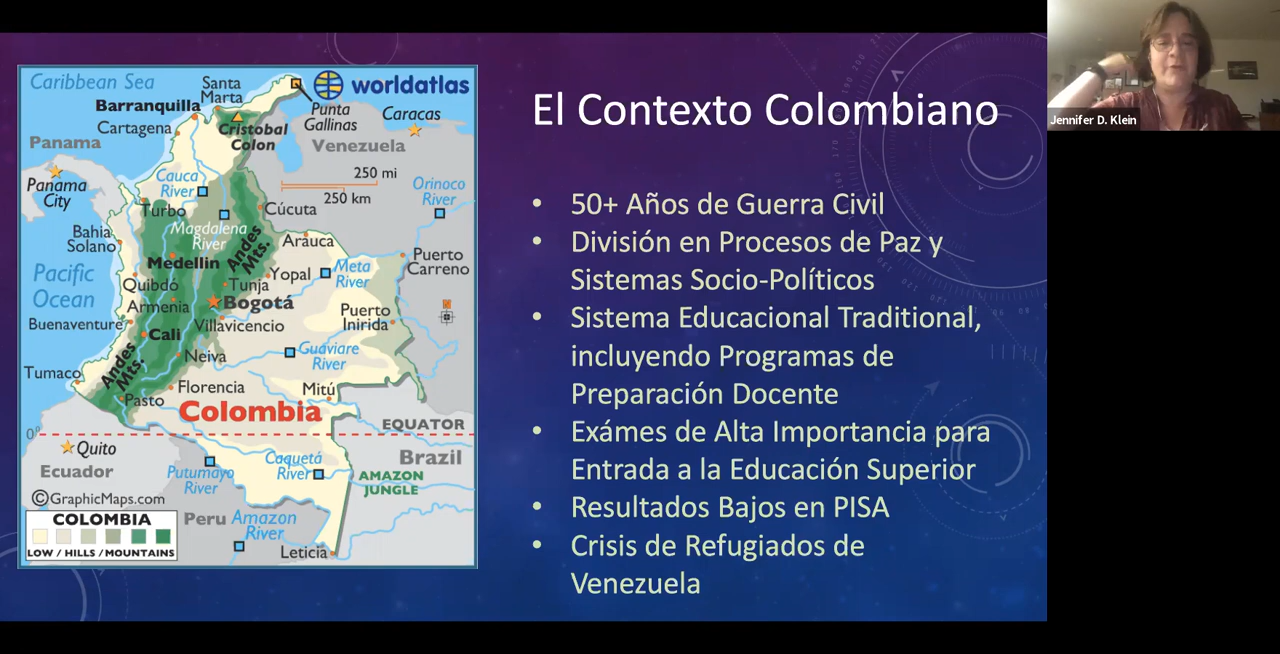 Caribbean Sea
Santa
Marta
worldatlas
Barranquilla
Punta
Gallinas
Caracas
Cartagena
Cristobal
Colon
Panama
Venezuela
Panama
City
Cauca
River
250 mi
250 km
Orinoco
River
Turbo
Cúcuta
Magdalena
River
Andes
Mts.
Bahia
Solano
Arauca
Medellin
Puerto
Carreno
Pacific
Ocean
Yopal
Meta
River
Quibdó
Tunja
Armenia
Bogotá
Puerto
Inirida
N
Buenaventure
Villavicencio
Cali
Guaviare
River
Andes
Mts.
Neiva
Tumaco
Florencia
Mitú
Pasto
Colombia
EQUATOR
0°
Quito
Ecuador
Brazil
Putumayo
River
Caquetá
River
AMAZON
JUNGLE
©GraphicMaps.com
Peru
Amazon
River
COLOMBIA
LOW / HILLS / MOUNTAINS
Leticia
El Contexto Colombiano
• 50+ Años de Guerra Civil
• División en Procesos de Paz y
Sistemas Socio-Políticos
• Sistema Educacional Traditional,
incluyendo Programas de
Preparación Docente
• Exámes de Alta Importancia para
Entrada a la Educación Superior
• Resultados Bajos en PISA
• Crisis de Refugiados de
Venezuela
Jennifer D. Klein